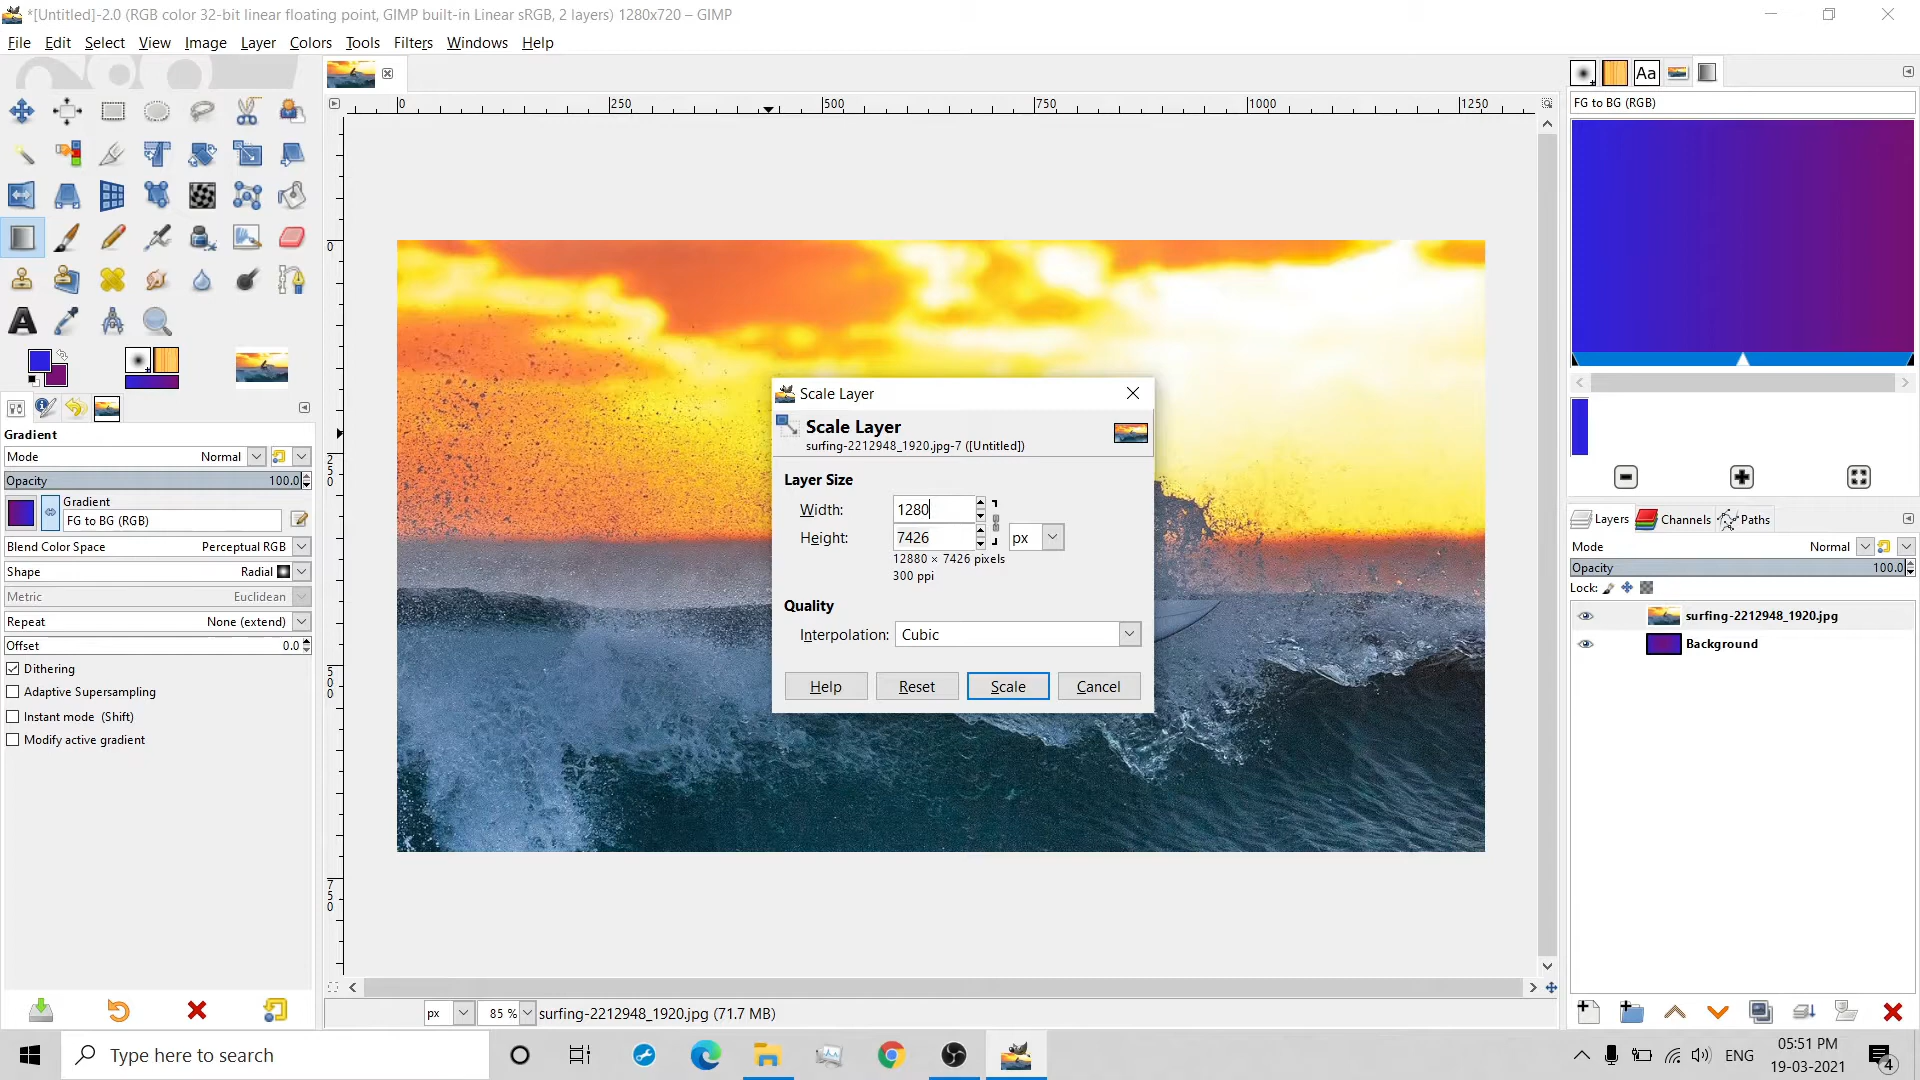 *[Untitled]-2.0 (RGB color 32-bit linear floating point, GIMP built-in Linear sRGB, 2 layers) 1280x720 – GIMP
File Edit Select View Image Layer Colors Tools Filters Windows Help
0 250 500 750 1000 1250
0
250
500
750
A
Gradient
Mode Normal
Opacity 100.0
Gradient
FG to BG (RGB)
Blend Color Space Perceptual RGB
Shape Radial
Metric Euclidean
Repeat None (extend)
Offset 0.0
Dithering
Adaptive Supersampling
Instant mode (Shift)
Modify active gradient
Scale Layer
Scale Layer
surfing-2212948_1920.jpg-7 ([Untitled])
Layer Size
Width: 1280
Height: 7426 px
12880 × 7426 pixels
300 ppi
Quality
Interpolation: Cubic
Help Reset Scale Cancel
Aa
FG to BG (RGB)
Layers Channels Paths
Mode Normal
Opacity 100.0
Lock:
surfing-2212948_1920.jpg
Background
px 85 % surfing-2212948_1920.jpg (71.7 MB)
Type here to search
ENG
05:51 PM
19-03-2021
4